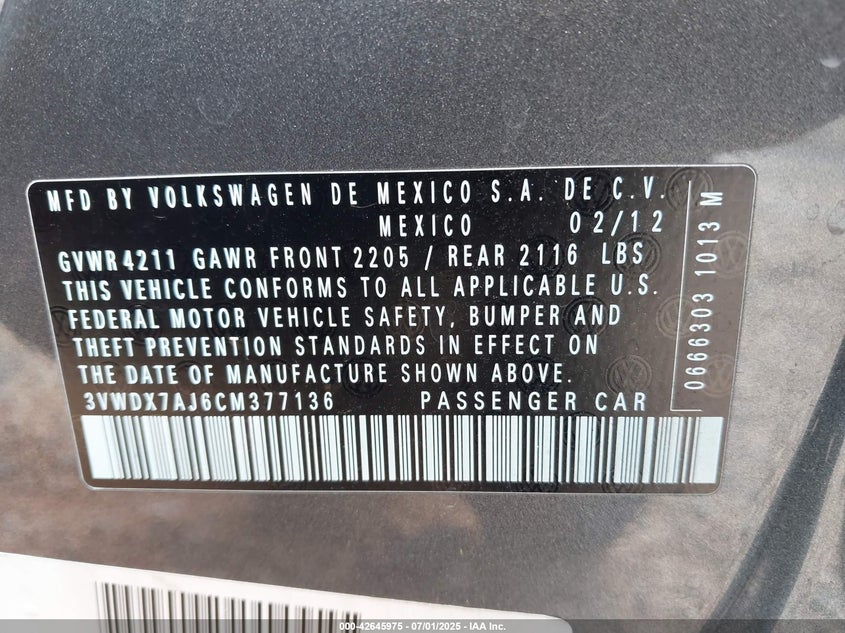 MFD BY VOLKSWAGEN DE MEXICO S.A. DE C.V.
MEXICO 02/12
GVWR 4211 GAWR FRONT 2205 / REAR 2116 LBS
THIS VEHICLE CONFORMS TO ALL APPLICABLE U.S.
FEDERAL MOTOR VEHICLE SAFETY, BUMPER AND
THEFT PREVENTION STANDARDS IN EFFECT ON
THE DATE OF MANUFACTURE SHOWN ABOVE.
3VWDX7AJ6CM377136 PASSENGER CAR
0666303 1013 M
000-42645975 - 07/01/2025 - IAA Inc.